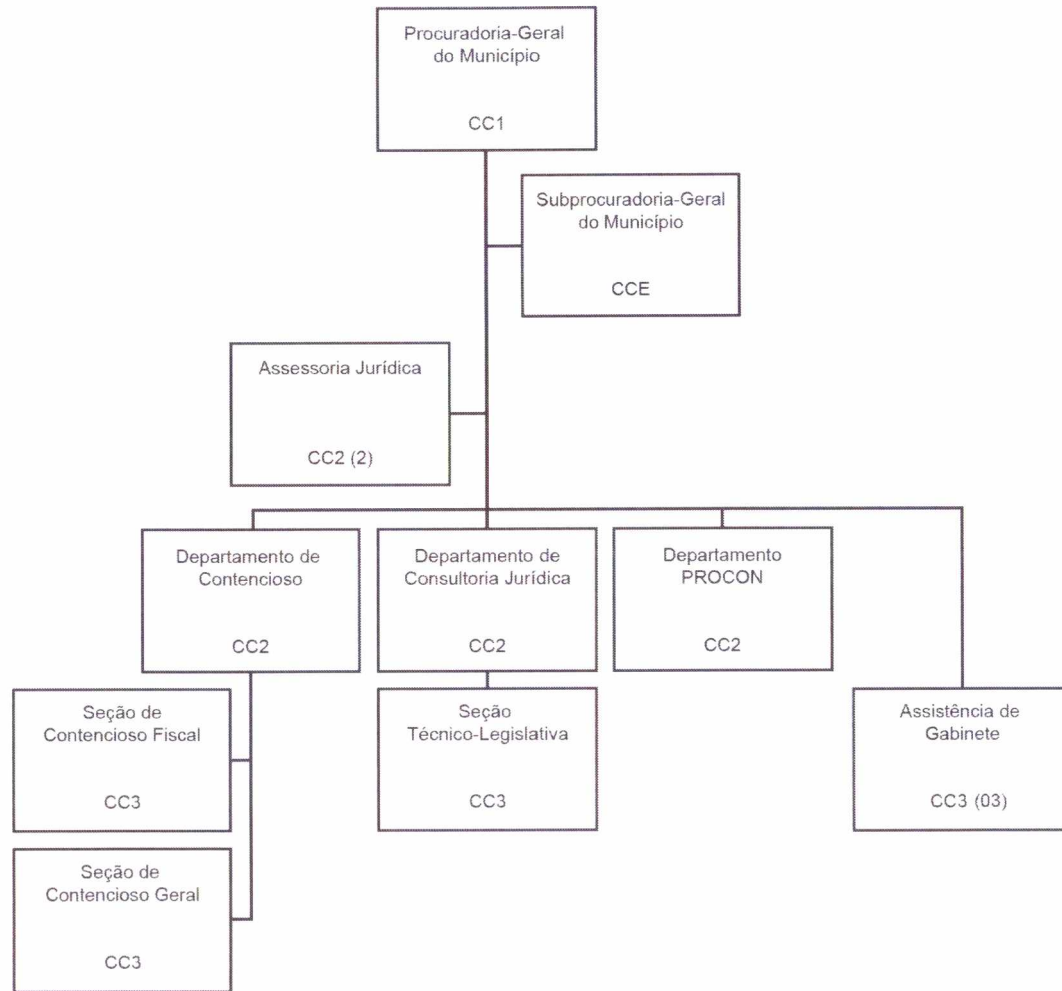 Procuradoria-Geral
do Município
CC1
Subprocuradoria-Geral
do Município
CCE
Assessoria Jurídica
CC2 (2)
Departamento de
Contencioso
CC2
Departamento de
Consultoria Jurídica
CC2
Departamento
PROCON
CC2
Seção de
Contencioso Fiscal
CC3
Seção
Técnico-Legislativa
CC3
Assistência de
Gabinete
CC3 (03)
Seção de
Contencioso Geral
CC3